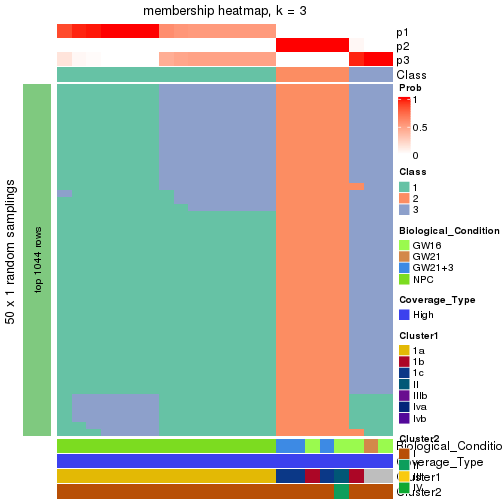 membership heatmap, k = 3
p1
p2
p3
Class
50 x 1 random samplings
top 1044 rows
Prob
1
0.5
0
Class
1
2
3
Biological_Condition
GW16
GW21
GW21+3
NPC
Coverage_Type
High
Cluster1
1a
1b
1c
II
IIIb
Iva
Ivb
Cluster2
I
IV
Biological_Conditio
Coverage_Type
Cluster1
Cluster2